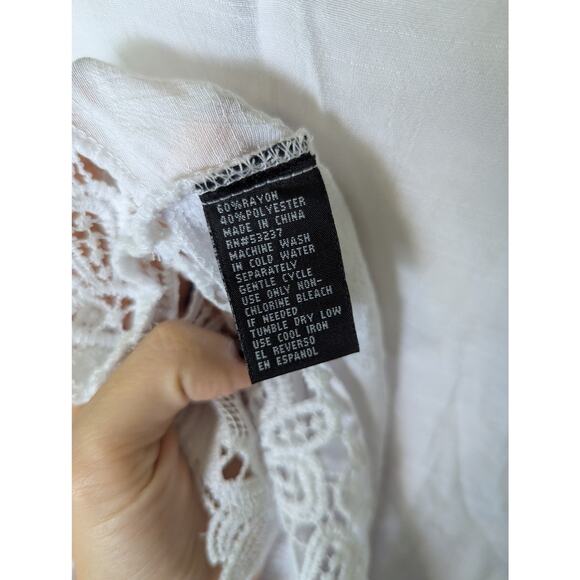 60%RAYON
40%POLYESTER
MADE IN CHINA
RN#53237
MACHINE WASH
IN COLD WATER
SEPARATELY
GENTLE CYCLE
USE ONLY NON-
CHLORINE BLEACH
IF NEEDED
TUMBLE DRY LOW
USE COOL IRON
EL REVERSO
EN ESPANOL